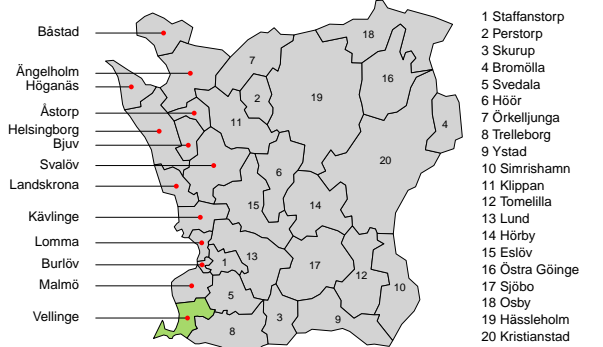 Båstad
Ängelholm
Höganäs
Åstorp
Helsingborg
Bjuv
Svalöv
Landskrona
Kävlinge
Lomma
Burlöv
Malmö
Vellinge
7
18
16
2
19
11
4
20
6
15
14
13
1
17
12
10
5
8
3
9
1 Staffanstorp
2 Perstorp
3 Skurup
4 Bromölla
5 Svedala
6 Höör
7 Örkelljunga
8 Trelleborg
9 Ystad
10 Simrishamn
11 Klippan
12 Tomelilla
13 Lund
14 Hörby
15 Eslöv
16 Östra Göinge
17 Sjöbo
18 Osby
19 Hässleholm
20 Kristianstad